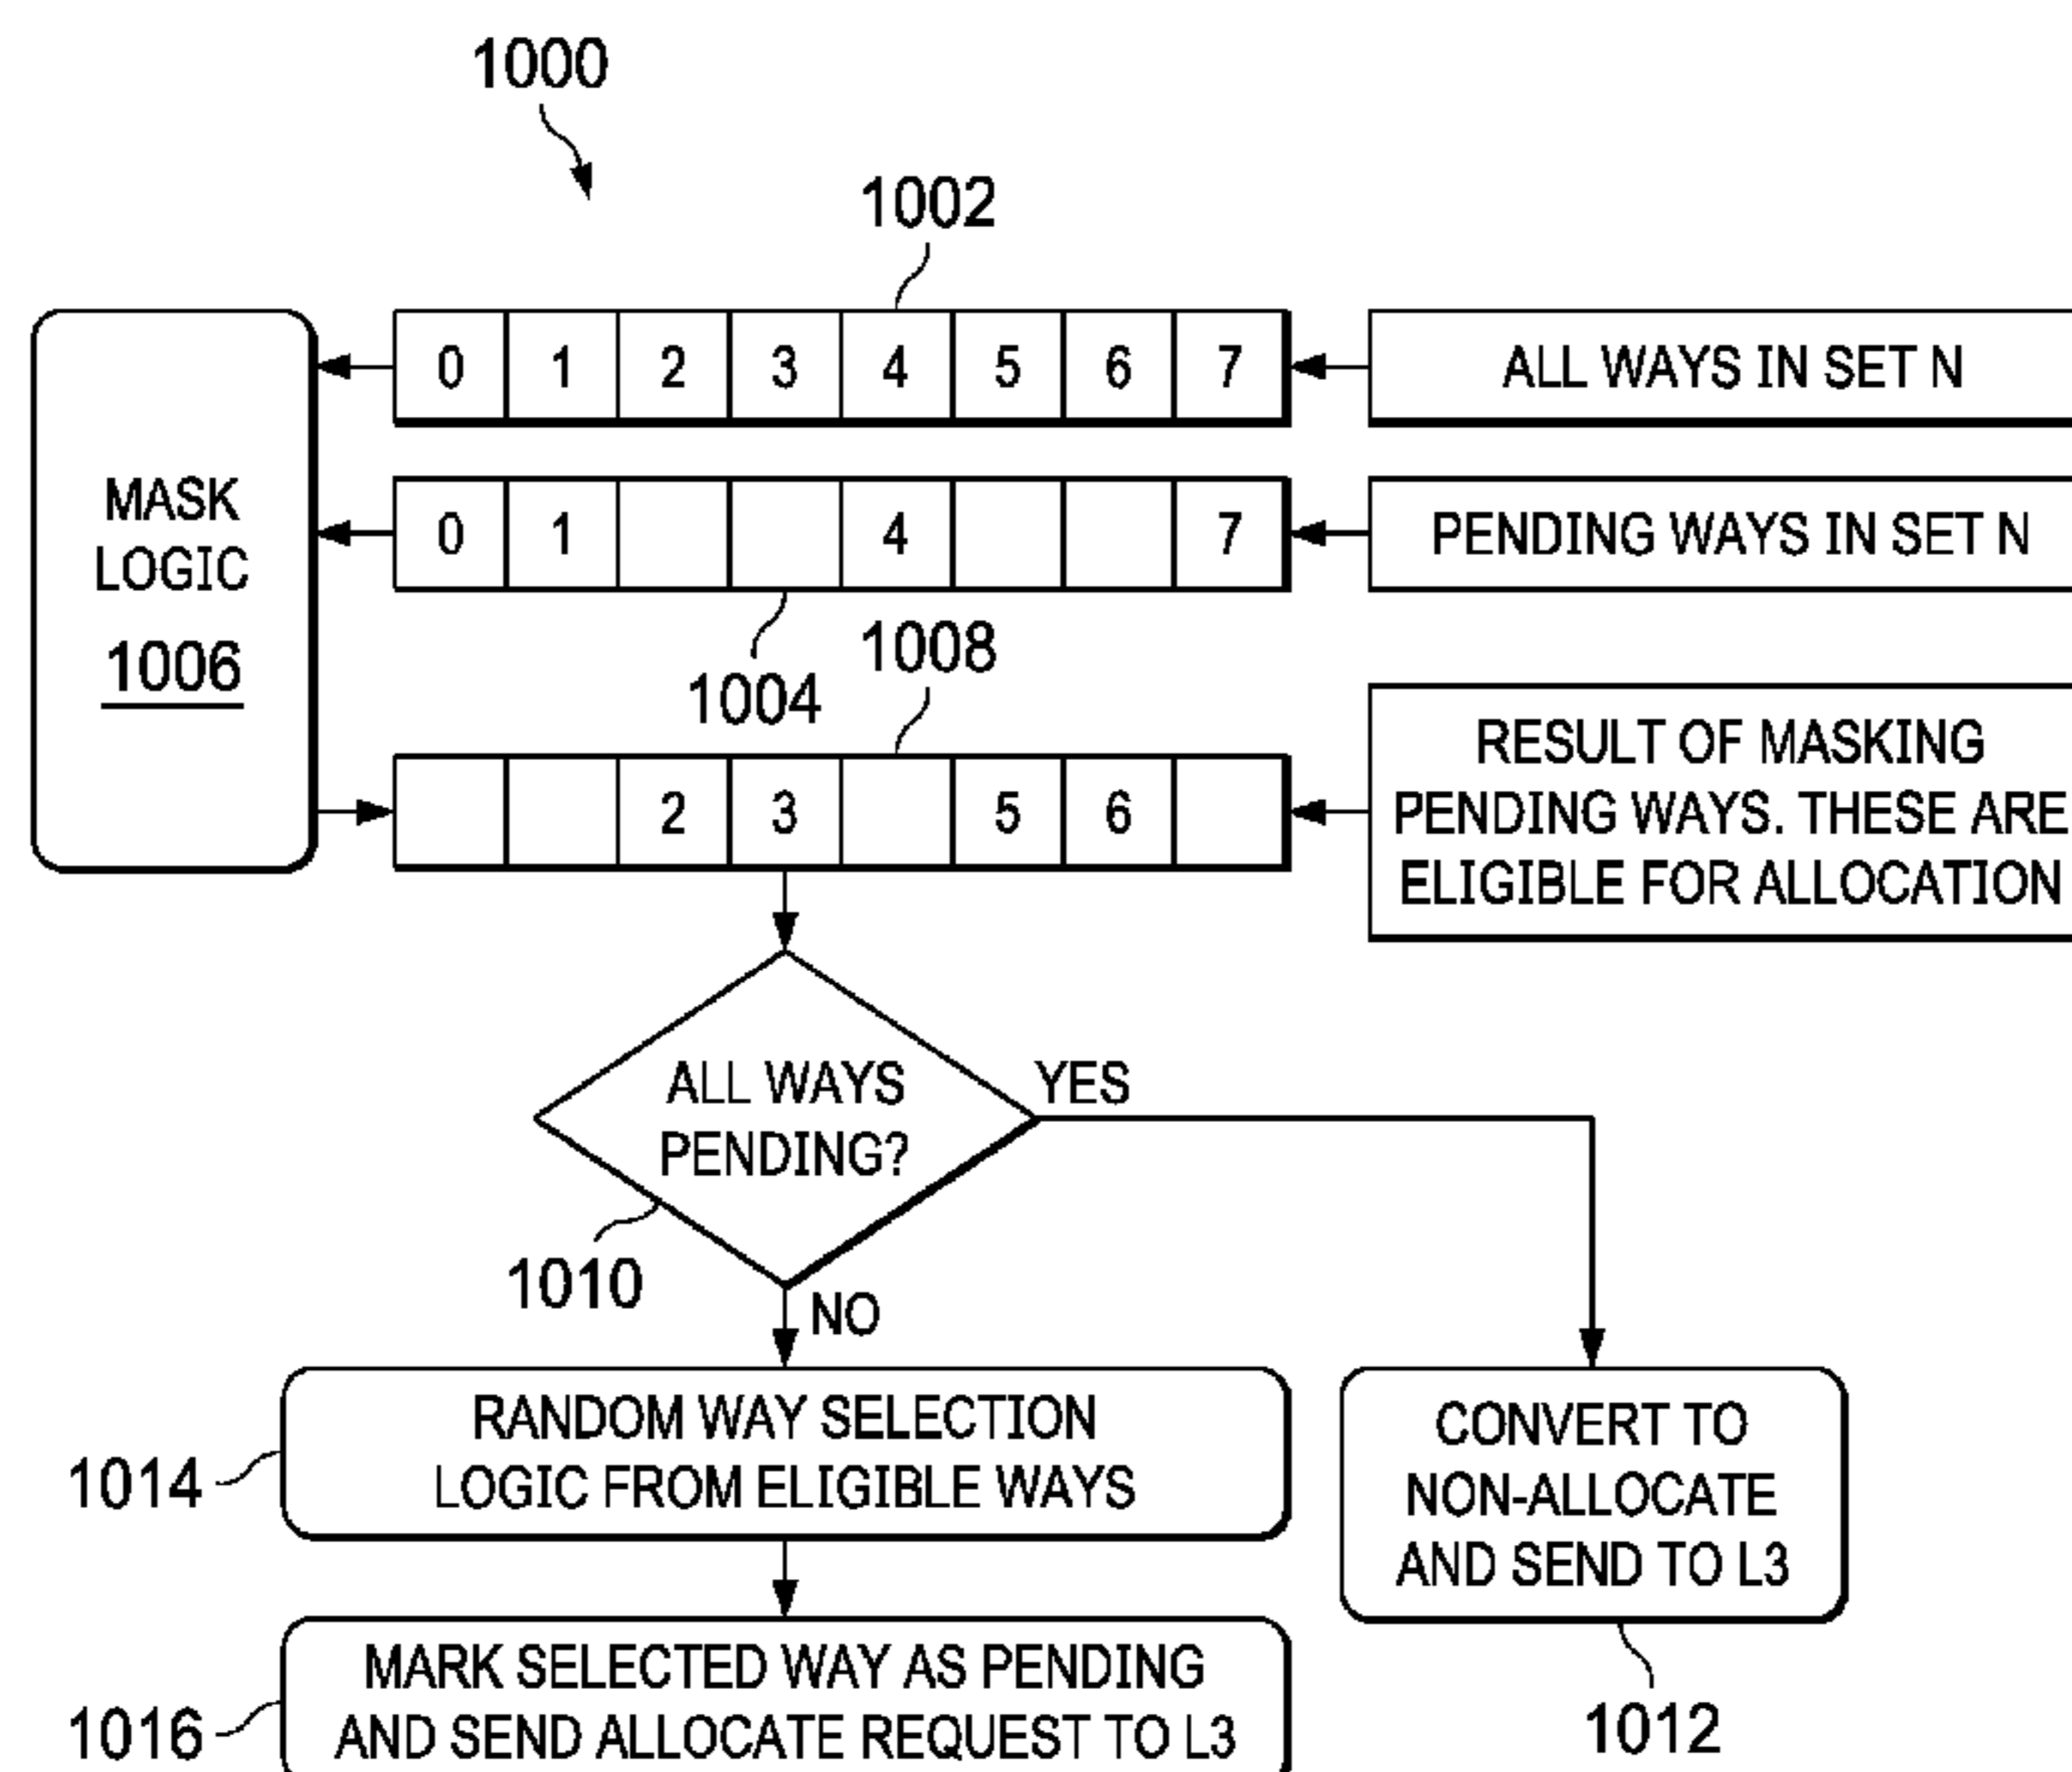 1000
1002
0 1 2 3 4 5 6 7
ALL WAYS IN SET N
MASK
LOGIC
1006
0 1 4 7
PENDING WAYS IN SET N
1004
1008
2 3 5 6
RESULT OF MASKING
PENDING WAYS. THESE ARE
ELIGIBLE FOR ALLOCATION
ALL WAYS
PENDING?
YES
1010
NO
RANDOM WAY SELECTION
LOGIC FROM ELIGIBLE WAYS
1014
CONVERT TO
NON-ALLOCATE
AND SEND TO L3
1012
MARK SELECTED WAY AS PENDING
AND SEND ALLOCATE REQUEST TO L3
1016